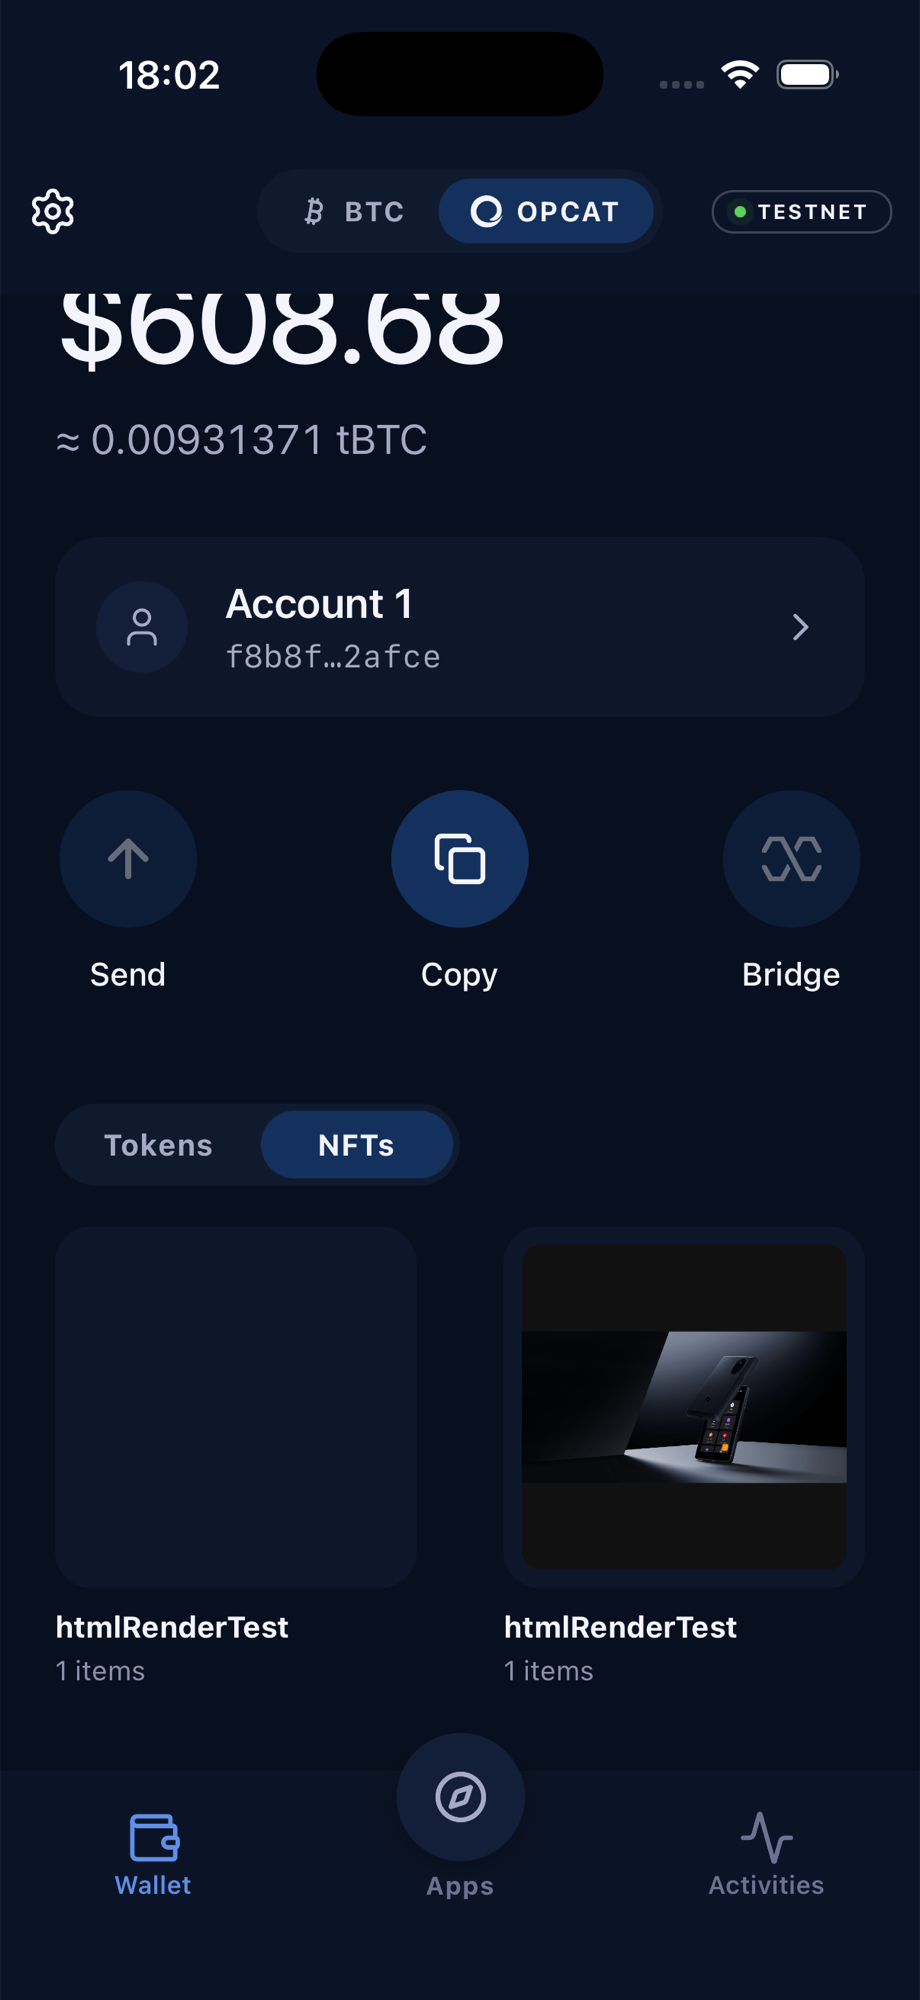 18:02
BTC
OPCAT
TESTNET
$608.68
≈ 0.00931371 tBTC
Account 1
f8b8f…2afce
Send
Copy
Bridge
Tokens
NFTs
htmlRenderTest
1 items
htmlRenderTest
1 items
Wallet
Apps
Activities